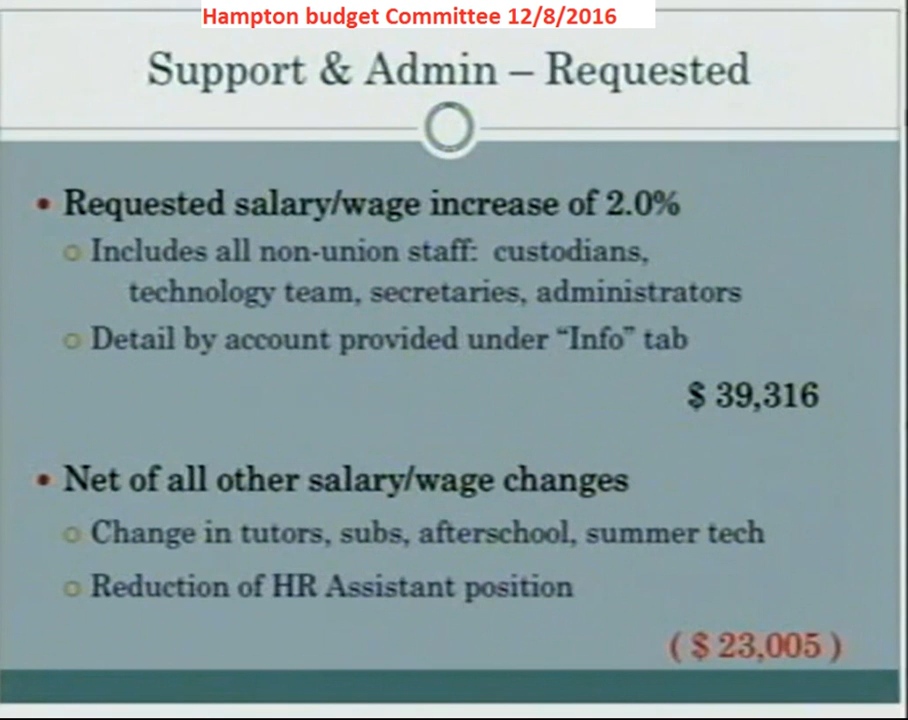 Hampton budget Committee 12/8/2016
Support & Admin – Requested
• Requested salary/wage increase of 2.0%
o Includes all non-union staff: custodians,
technology team, secretaries, administrators
o Detail by account provided under “Info” tab
$ 39,316
• Net of all other salary/wage changes
o Change in tutors, subs, afterschool, summer tech
o Reduction of HR Assistant position
( $ 23,005 )